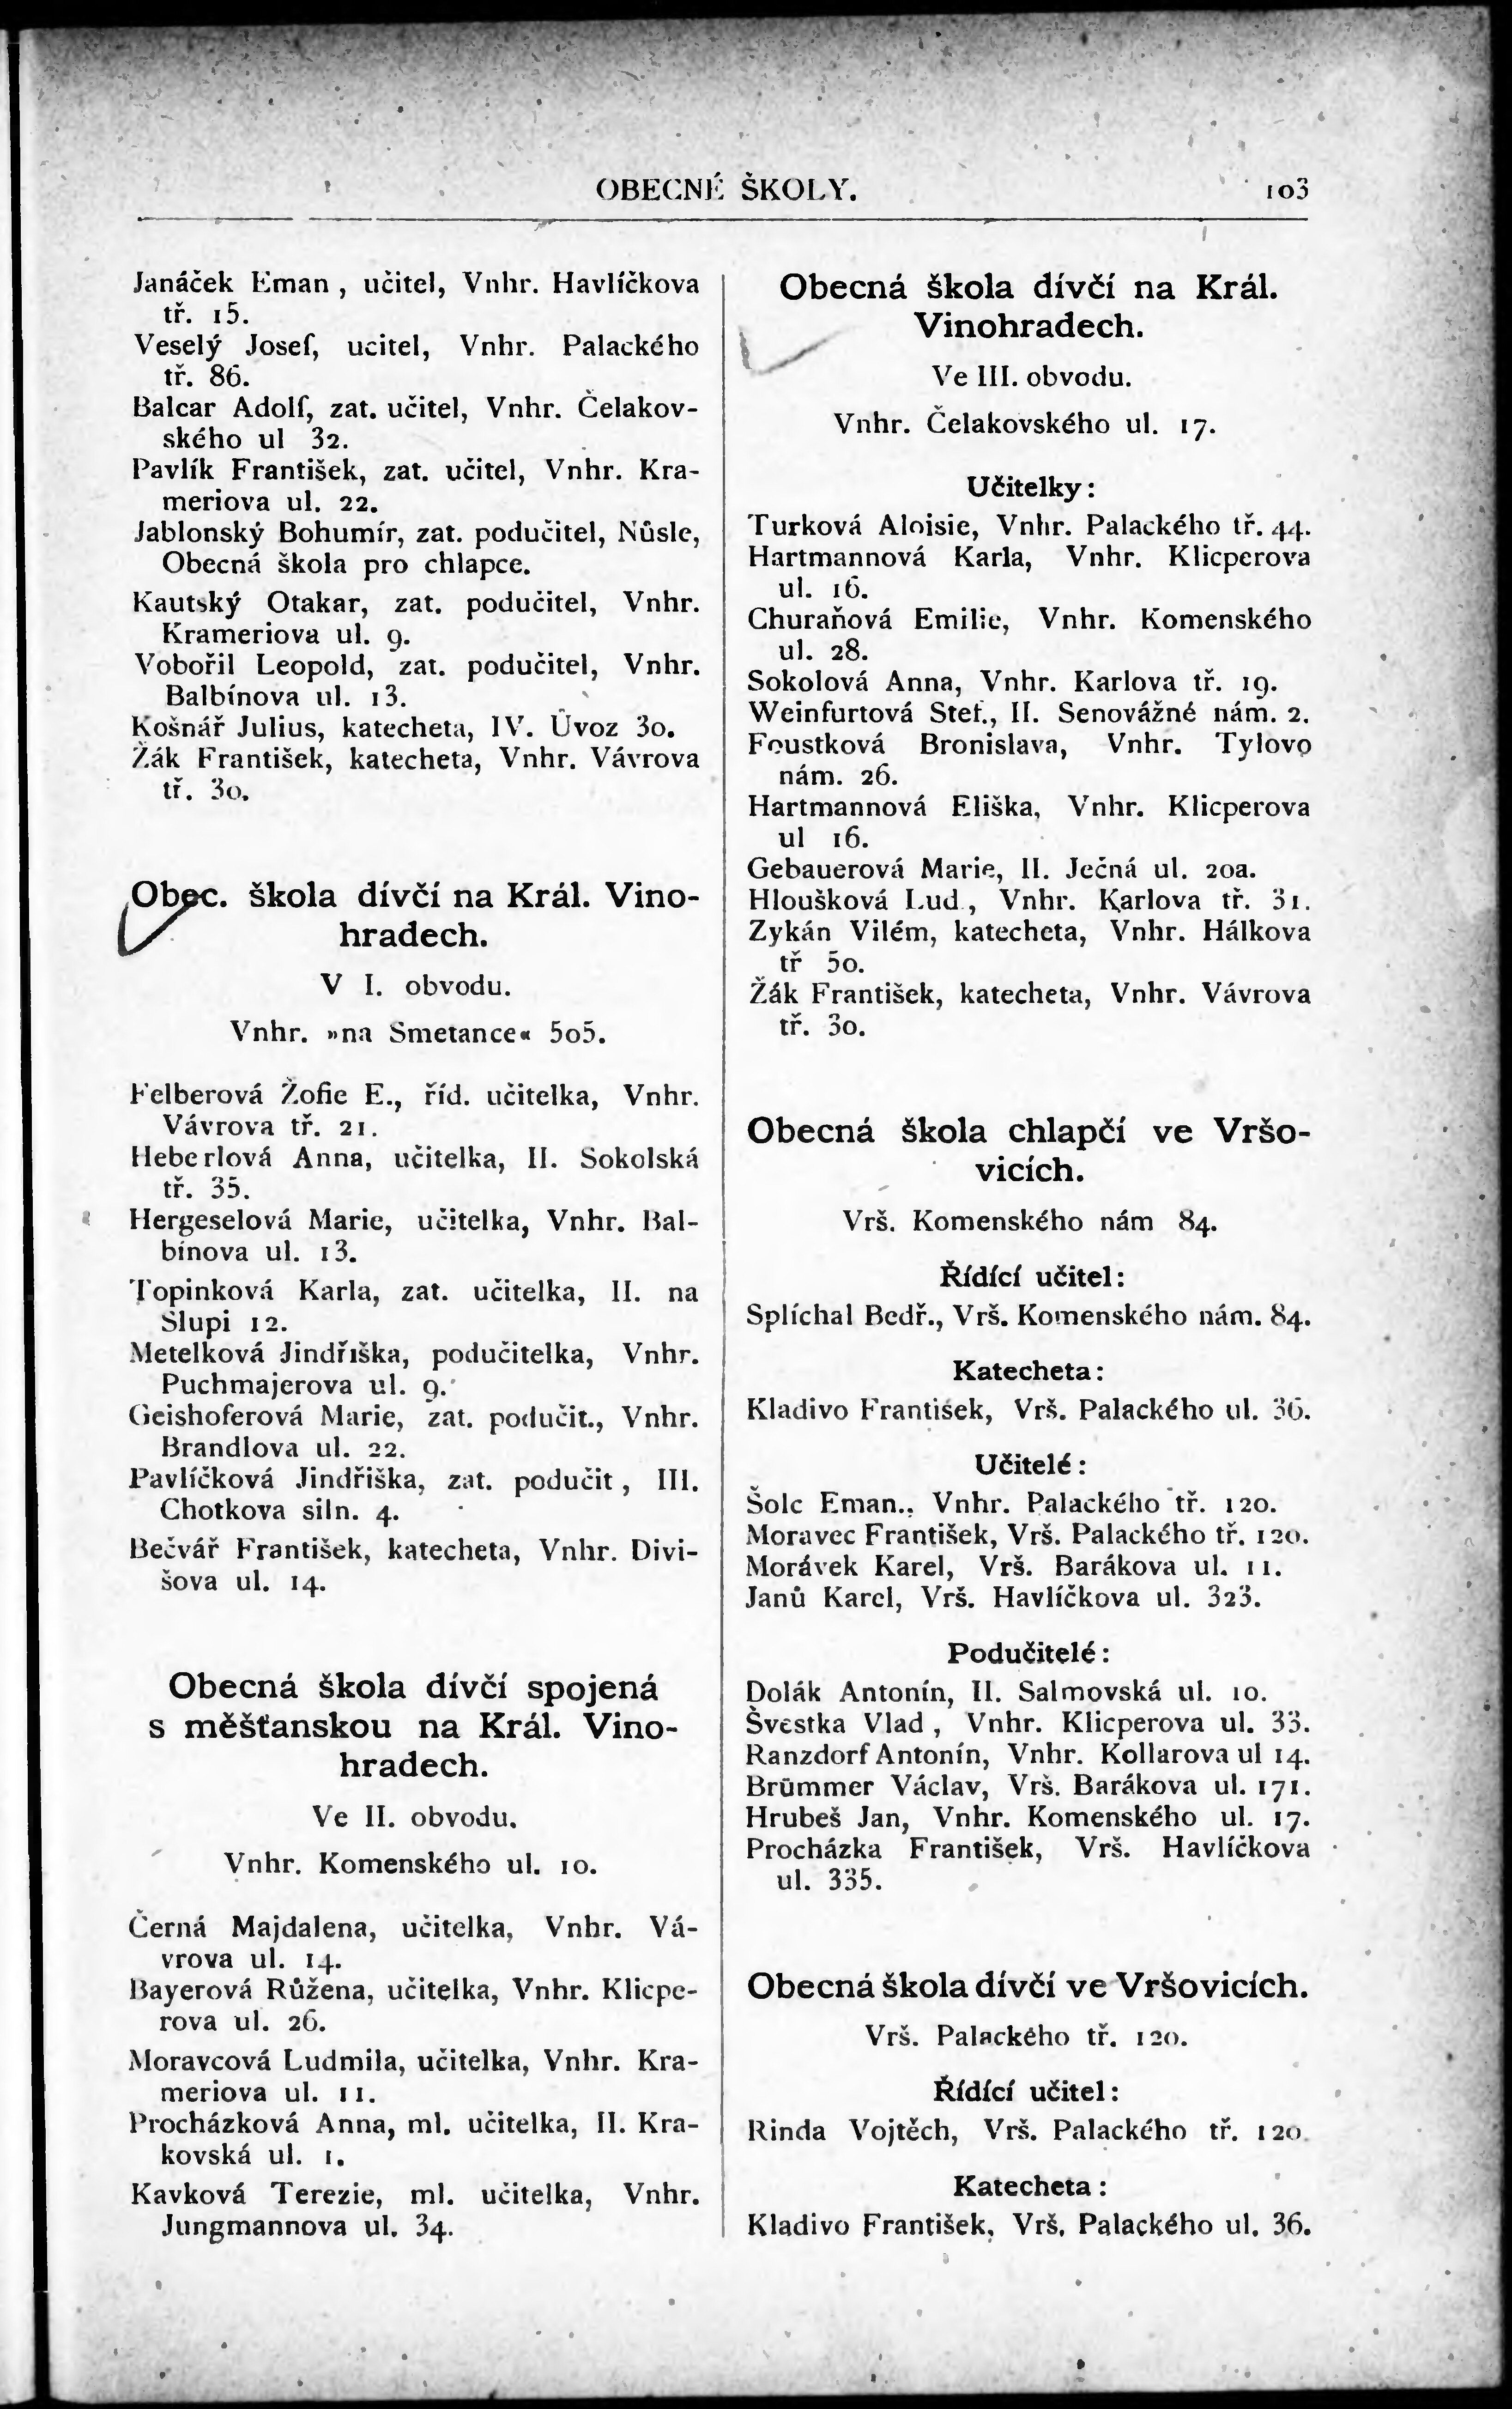 OBECNÉ ŠKOLY.
103
Janáček Eman , učitel, Vnhr. Havlíčkova
tř. 15.
Veselý Josef, ucitel, Vnhr. Palackého
tř. 86.
Balcar Adolf, zat. učitel, Vnhr. Čelakov-
ského ul 32.
Pavlík František, zat. učitel, Vnhr. Kra-
meriova ul. 22.
Jablonský Bohumír, zat. podučitel, Nůsle,
Obecná škola pro chlapce.
Kautský Otakar, zat. podučitel, Vnhr.
Krameriova ul. 9.
Vobořil Leopold, zat. podučitel, Vnhr.
Balbínova ul. 13.
Košnář Julius, katecheta, IV. Úvoz 30.
Žák František, katecheta, Vnhr. Vávrova
tř. 30.
Obec. škola dívčí na Král. Vino-
hradech.
V I. obvodu.
Vnhr. »na Smetance« 505.
Felberová Žofie E., říd. učitelka, Vnhr.
Vávrova tř. 21.
Heberlová Anna, učitelka, II. Sokolská
tř. 35.
Hergeselová Marie, učitelka, Vnhr. Bal-
bínova ul. 13.
Topinková Karla, zat. učitelka, II. na
Slupi 12.
Metelková Jindřiška, podučitelka, Vnhr.
Puchmajerova ul. 9.
Geishoferová Marie, zat. podučit., Vnhr.
Brandlova ul. 22.
Pavlíčková Jindřiška, zat. podučit , III.
Chotkova siln. 4.
Bečvář František, katecheta, Vnhr. Divi-
šova ul. 14.
Obecná škola dívčí spojená
s měšťanskou na Král. Vino-
hradech.
Ve II. obvodu.
Vnhr. Komenského ul. 10.
Černá Majdalena, učitelka, Vnhr. Vá-
vrova ul. 14.
Bayerová Růžena, učitelka, Vnhr. Klicpe-
rova ul. 26.
Moravcová Ludmila, učitelka, Vnhr. Kra-
meriova ul. 11.
Procházková Anna, ml. učitelka, II. Kra-
kovská ul. 1.
Kavková Terezie, ml. učitelka, Vnhr.
Jungmannova ul. 34.
Obecná škola dívčí na Král.
Vinohradech.
Ve III. obvodu.
Vnhr. Čelakovského ul. 17.
Učitelky:
Turková Aloisie, Vnhr. Palackého tř. 44.
Hartmannová Karla, Vnhr. Klicperova
ul. 16.
Churaňová Emilie, Vnhr. Komenského
ul. 28.
Sokolová Anna, Vnhr. Karlova tř. 19.
Weinfurtová Stef., II. Senovážné nám. 2.
Foustková Bronislava, Vnhr. Tylovo
nám. 26.
Hartmannová Eliška, Vnhr. Klicperova
ul 16.
Gebauerová Marie, II. Ječná ul. 20a.
Hloušková Lud., Vnhr. Karlova tř. 31.
Zykán Vilém, katecheta, Vnhr. Hálkova
tř 50.
Žák František, katecheta, Vnhr. Vávrova
tř. 30.
Obecná škola chlapčí ve Vršo-
vicích.
Vrš. Komenského nám 84.
Řídící učitel:
Splíchal Bedř., Vrš. Komenského nám. 84.
Katecheta:
Kladivo František, Vrš. Palackého ul. 36.
Učitelé:
Šolc Eman., Vnhr. Palackého tř. 120.
Moravec František, Vrš. Palackého tř. 120.
Morávek Karel, Vrš. Barákova ul. 11.
Janů Karel, Vrš. Havlíčkova ul. 323.
Podučitelé:
Dolák Antonín, II. Salmovská ul. 10.
Švestka Vlad , Vnhr. Klicperova ul. 33.
Ranzdorf Antonín, Vnhr. Kollarova ul 14.
Brümmer Václav, Vrš. Barákova ul. 171.
Hrubeš Jan, Vnhr. Komenského ul. 17.
Procházka František, Vrš. Havlíčkova
ul. 335.
Obecná škola dívčí ve Vršovicích.
Vrš. Palackého tř. 120.
Řídící učitel:
Rinda Vojtěch, Vrš. Palackého tř. 120.
Katecheta:
Kladivo František, Vrš. Palackého ul. 36.